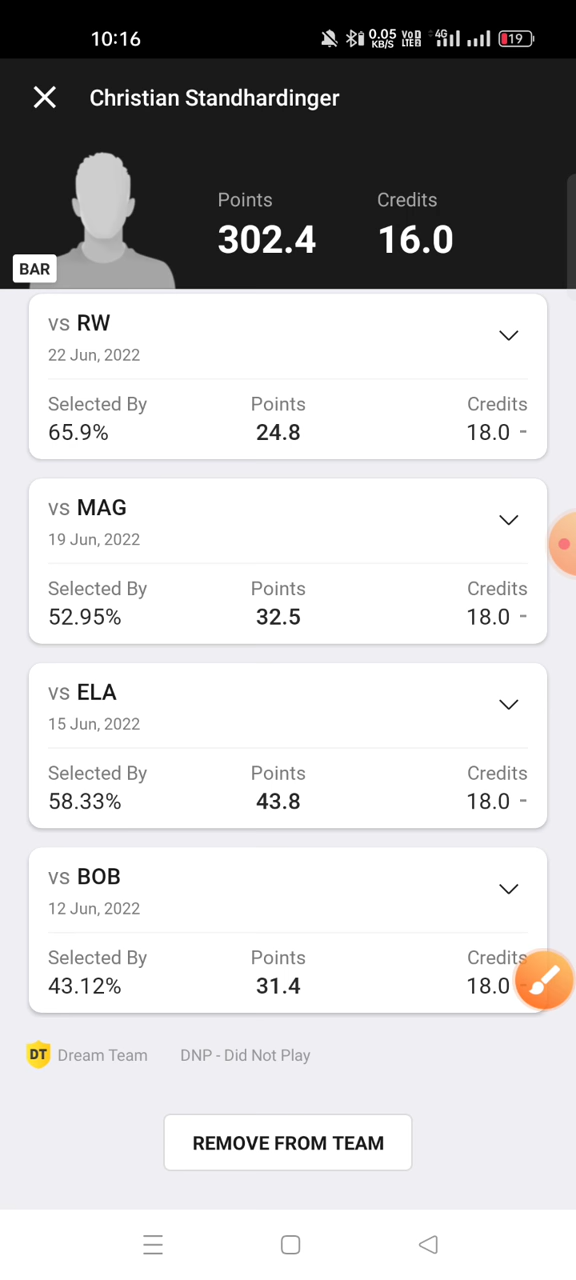 10:16 0.05 KB/S VoD LTE 4G 19
Christian Standhardinger
Points Credits
302.4 16.0
BAR
vs RW
22 Jun, 2022
Selected By Points Credits
65.9% 24.8 18.0 -
vs MAG
19 Jun, 2022
Selected By Points Credits
52.95% 32.5 18.0 -
vs ELA
15 Jun, 2022
Selected By Points Credits
58.33% 43.8 18.0 -
vs BOB
12 Jun, 2022
Selected By Points Credits
43.12% 31.4 18.0
DT Dream Team DNP - Did Not Play
REMOVE FROM TEAM